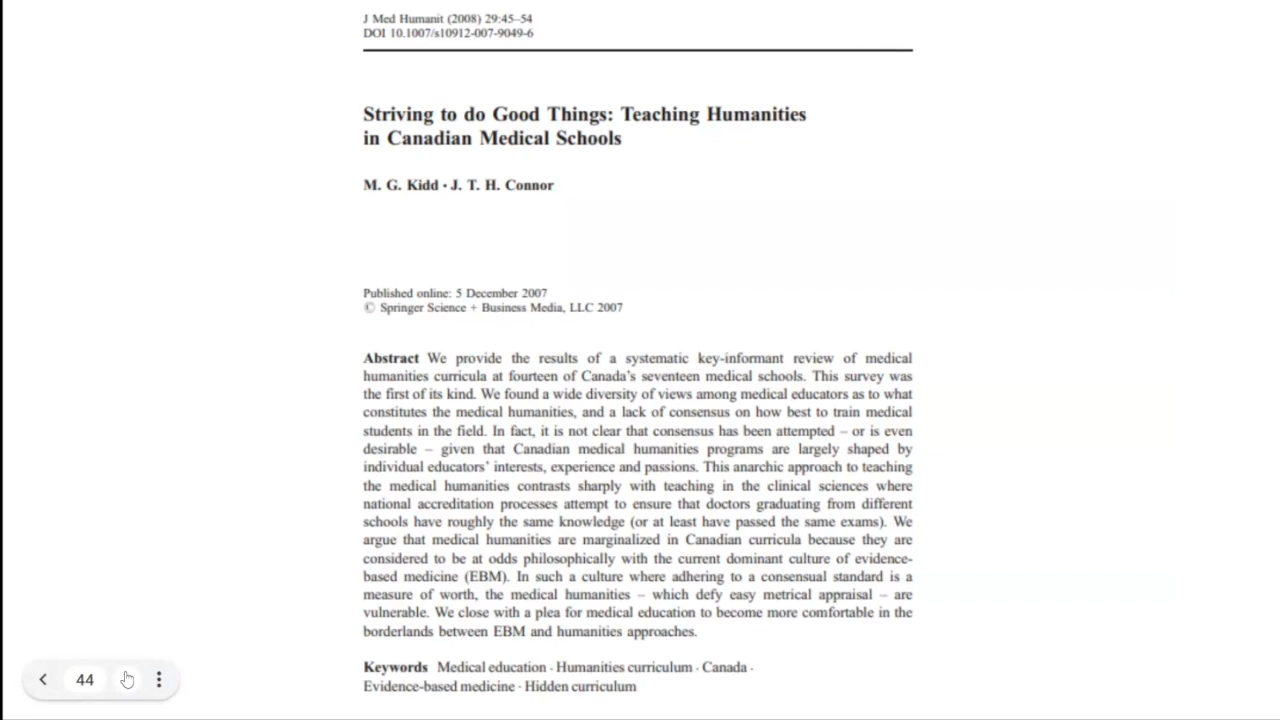 J Med Humanit (2008) 29:45–54
DOI 10.1007/s10912-007-9049-6
Striving to do Good Things: Teaching Humanities
in Canadian Medical Schools
M. G. Kidd · J. T. H. Connor
Published online: 5 December 2007
© Springer Science + Business Media, LLC 2007
Abstract We provide the results of a systematic key-informant review of medical
humanities curricula at fourteen of Canada's seventeen medical schools. This survey was
the first of its kind. We found a wide diversity of views among medical educators as to what
constitutes the medical humanities, and a lack of consensus on how best to train medical
students in the field. In fact, it is not clear that consensus has been attempted – or is even
desirable – given that Canadian medical humanities programs are largely shaped by
individual educators' interests, experience and passions. This anarchic approach to teaching
the medical humanities contrasts sharply with teaching in the clinical sciences where
national accreditation processes attempt to ensure that doctors graduating from different
schools have roughly the same knowledge (or at least have passed the same exams). We
argue that medical humanities are marginalized in Canadian curricula because they are
considered to be at odds philosophically with the current dominant culture of evidence-
based medicine (EBM). In such a culture where adhering to a consensual standard is a
measure of worth, the medical humanities – which defy easy metrical appraisal – are
vulnerable. We close with a plea for medical education to become more comfortable in the
borderlands between EBM and humanities approaches.
Keywords Medical education · Humanities curriculum · Canada ·
Evidence-based medicine · Hidden curriculum
44